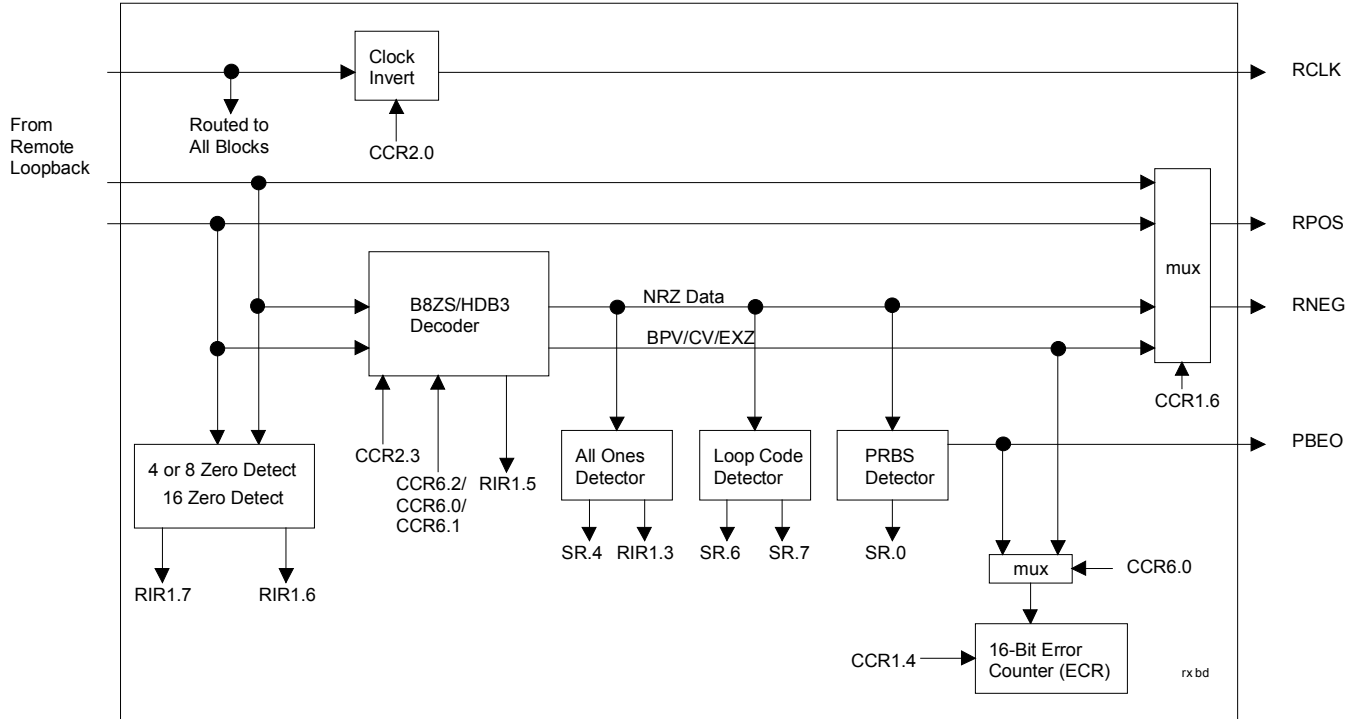 Clock
Invert
RCLK
From
Remote
Loopback
Routed to
All Blocks
CCR2.0
RPOS
mux
B8ZS/HDB3
Decoder
NRZ Data
RNEG
BPV/CV/EXZ
CCR1.6
CCR2.3
CCR6.2/
CCR6.0/
CCR6.1
RIR1.5
4 or 8 Zero Detect
16 Zero Detect
All Ones
Detector
Loop Code
Detector
PRBS
Detector
PBEO
SR.4
RIR1.3
SR.6
SR.7
SR.0
RIR1.7
RIR1.6
mux
CCR6.0
CCR1.4
16-Bit Error
Counter (ECR)
rx bd